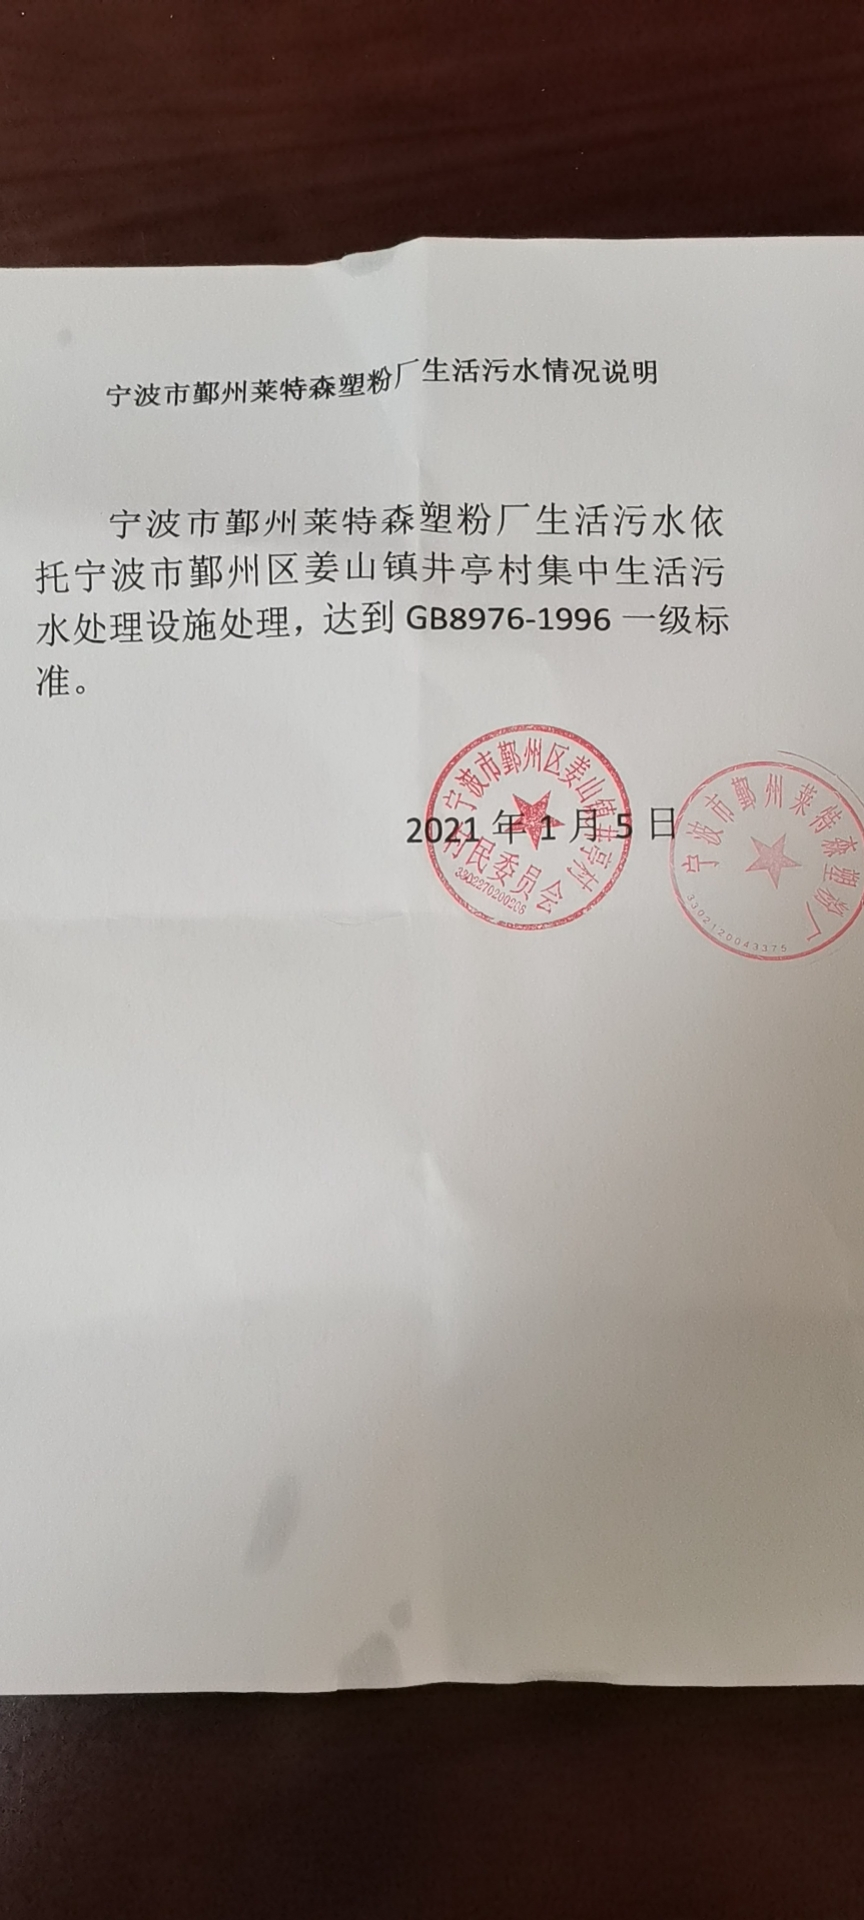 宁波市鄞州莱特森塑粉厂生活污水情况说明
宁波市鄞州莱特森塑粉厂生活污水依
托宁波市鄞州区姜山镇井亭村集中生活污
水处理设施处理，达到 GB8976-1996 一级标
准。
2021 年 1 月 5 日
宁波市鄞州区姜山镇井亭村
村民委员会
3302270200206
宁波市鄞州莱特森塑粉厂
3302120043375